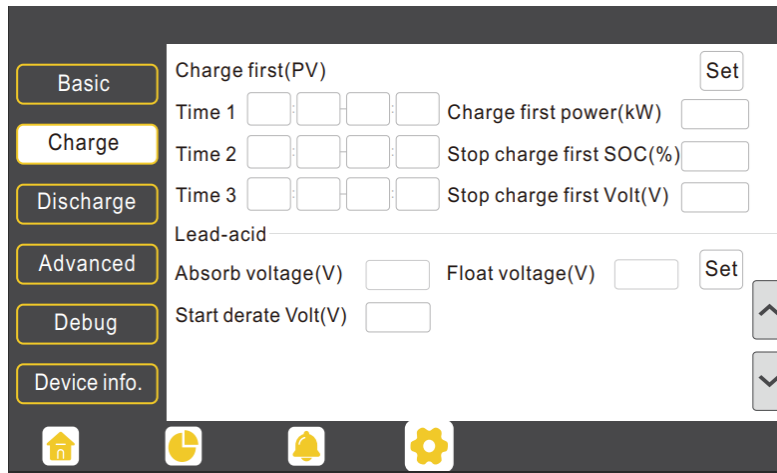 Basic
Charge
Discharge
Advanced
Debug
Device info.
Charge first(PV) Set
Time 1 : - : Charge first power(kW)
Time 2 : - : Stop charge first SOC(%)
Time 3 : - : Stop charge first Volt(V)
Lead-acid
Absorb voltage(V) Float voltage(V) Set
Start derate Volt(V)